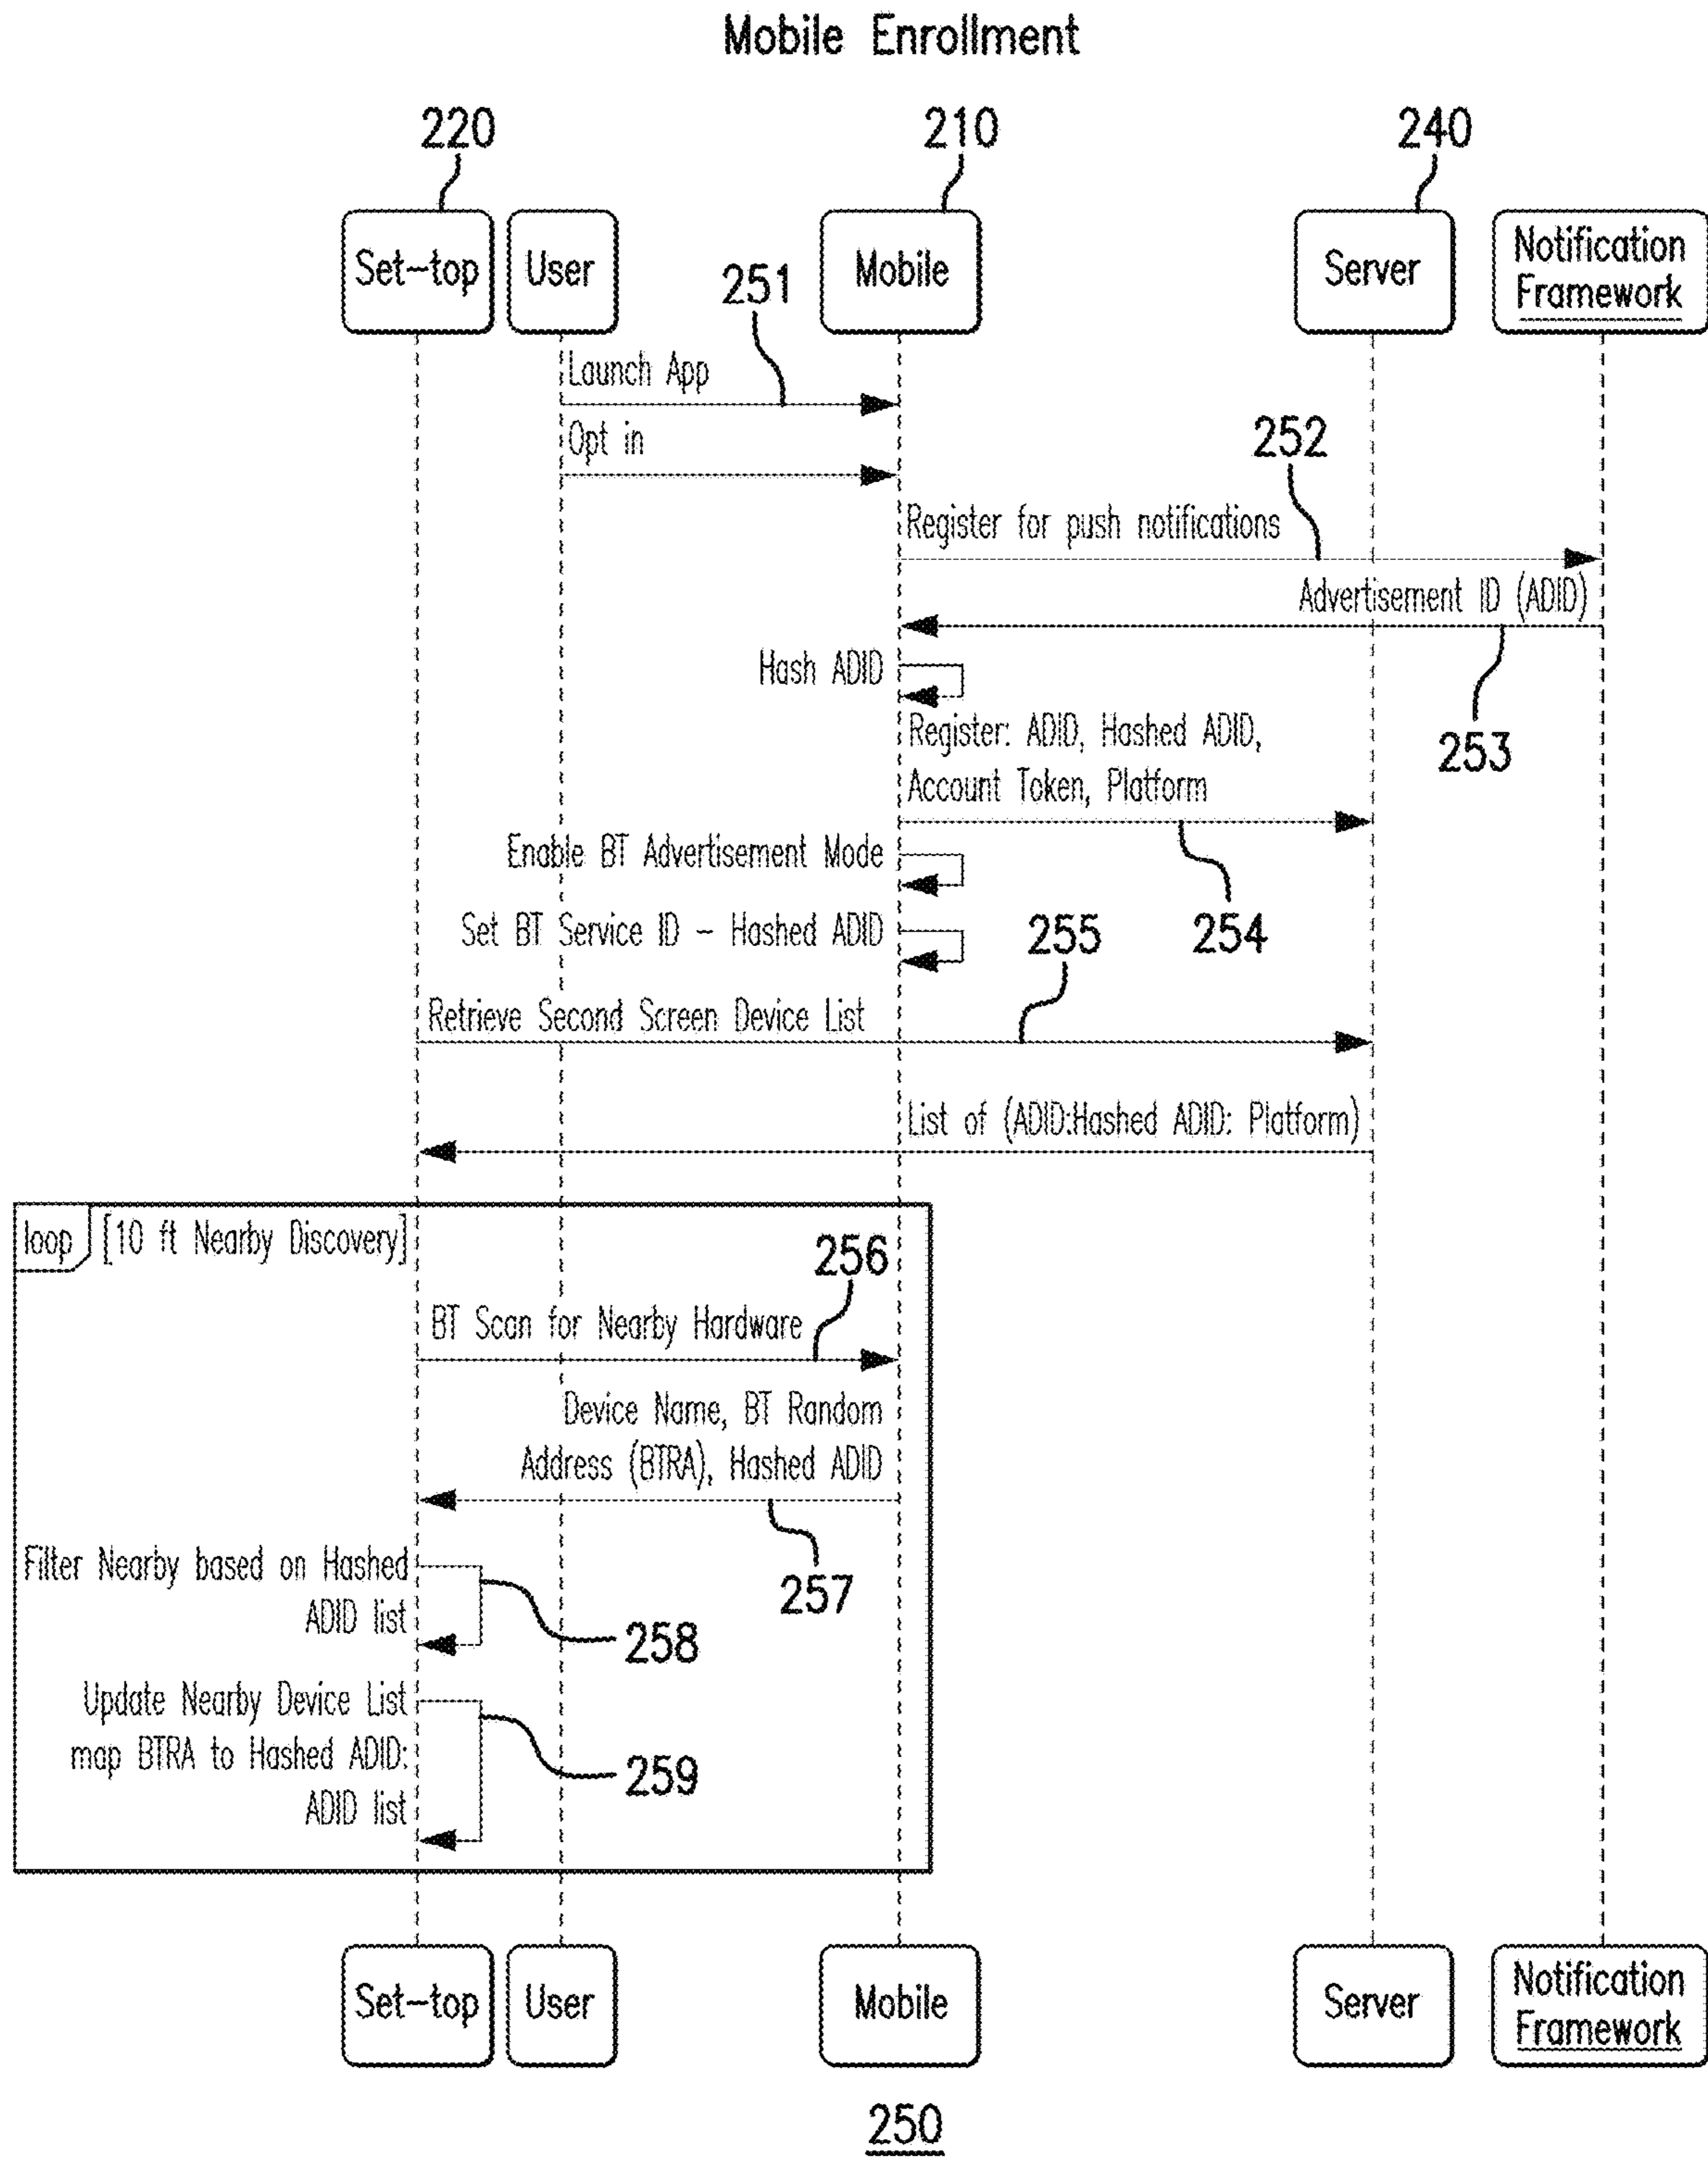 Mobile Enrollment
220
210
240
Set-top
User
Mobile
Server
Notification
Framework
251
Launch App
Opt in
252
Register for push notifications
Advertisement ID (ADID)
Hash ADID
253
Register: ADID, Hashed ADID,
Account Token, Platform
Enable BT Advertisement Mode
254
Set BT Service ID - Hashed ADID
255
Retrieve Second Screen Device List
List of (ADID:Hashed ADID: Platform)
loop
[10 ft Nearby Discovery]
256
BT Scan for Nearby Hardware
Device Name, BT Random
Address (BTRA), Hashed ADID
257
Filter Nearby based on Hashed
ADID list
258
Update Nearby Device List
map BTRA to Hashed ADID:
ADID list
259
Set-top
User
Mobile
Server
Notification
Framework
250